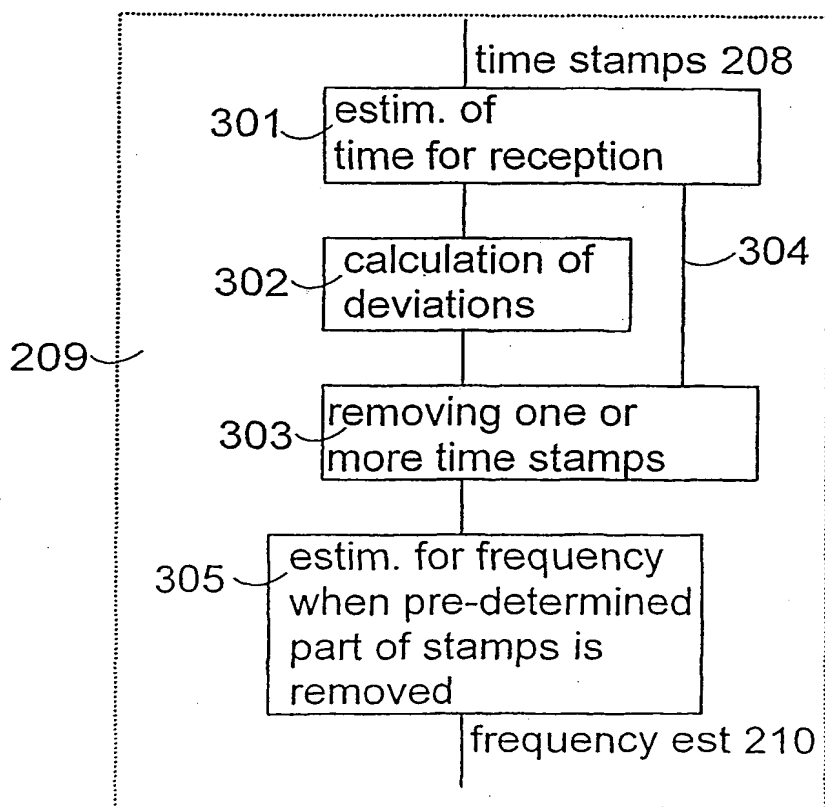 time stamps 208
301
estim. of
time for reception
304
302
calculation of
deviations
209
303
removing one or
more time stamps
305
estim. for frequency
when pre-determined
part of stamps is
removed
frequency est 210